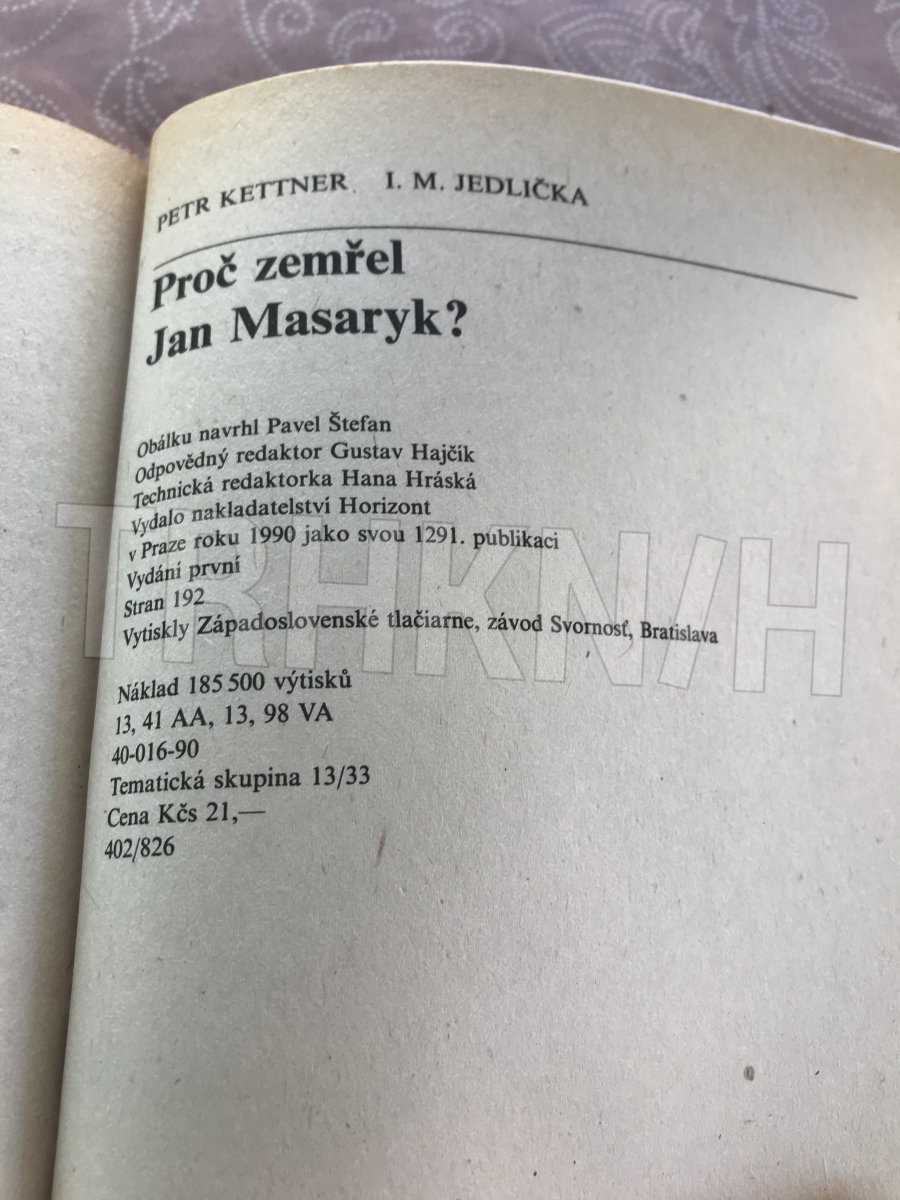 PETR KETTNER I. M. JEDLIČKA
Proč zemřel
Jan Masaryk?
Obálku navrhl Pavel Štefan
Odpovědný redaktor Gustav Hajčík
Technická redaktorka Hana Hráská
Vydalo nakladatelství Horizont
v Praze roku 1990 jako svou 1291. publikaci
Vydání první
Stran 192
Vytiskly Západoslovenské tlačiarne, závod Svornosť, Bratislava
TRHKNIH
Náklad 185 500 výtisků
13, 41 AA, 13, 98 VA
40-016-90
Tematická skupina 13/33
Cena Kčs 21,—
402/826